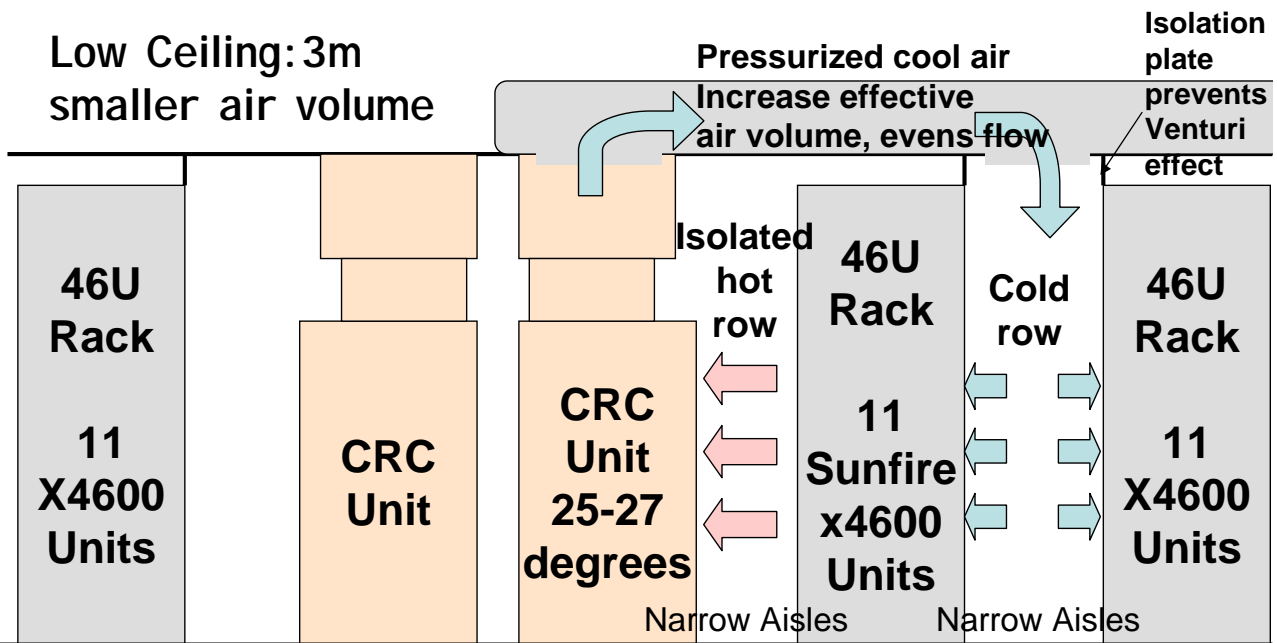 Low Ceiling: 3m
smaller air volume
Pressurized cool air
Increase effective
air volume, evens flow
Isolation
plate
prevents
Venturi
effect
46U
Rack
11
X4600
Units
CRC
Unit
CRC
Unit
25-27
degrees
Isolated
hot
row
46U
Rack
11
Sunfire
x4600
Units
Cold
row
46U
Rack
11
X4600
Units
Narrow Aisles
Narrow Aisles